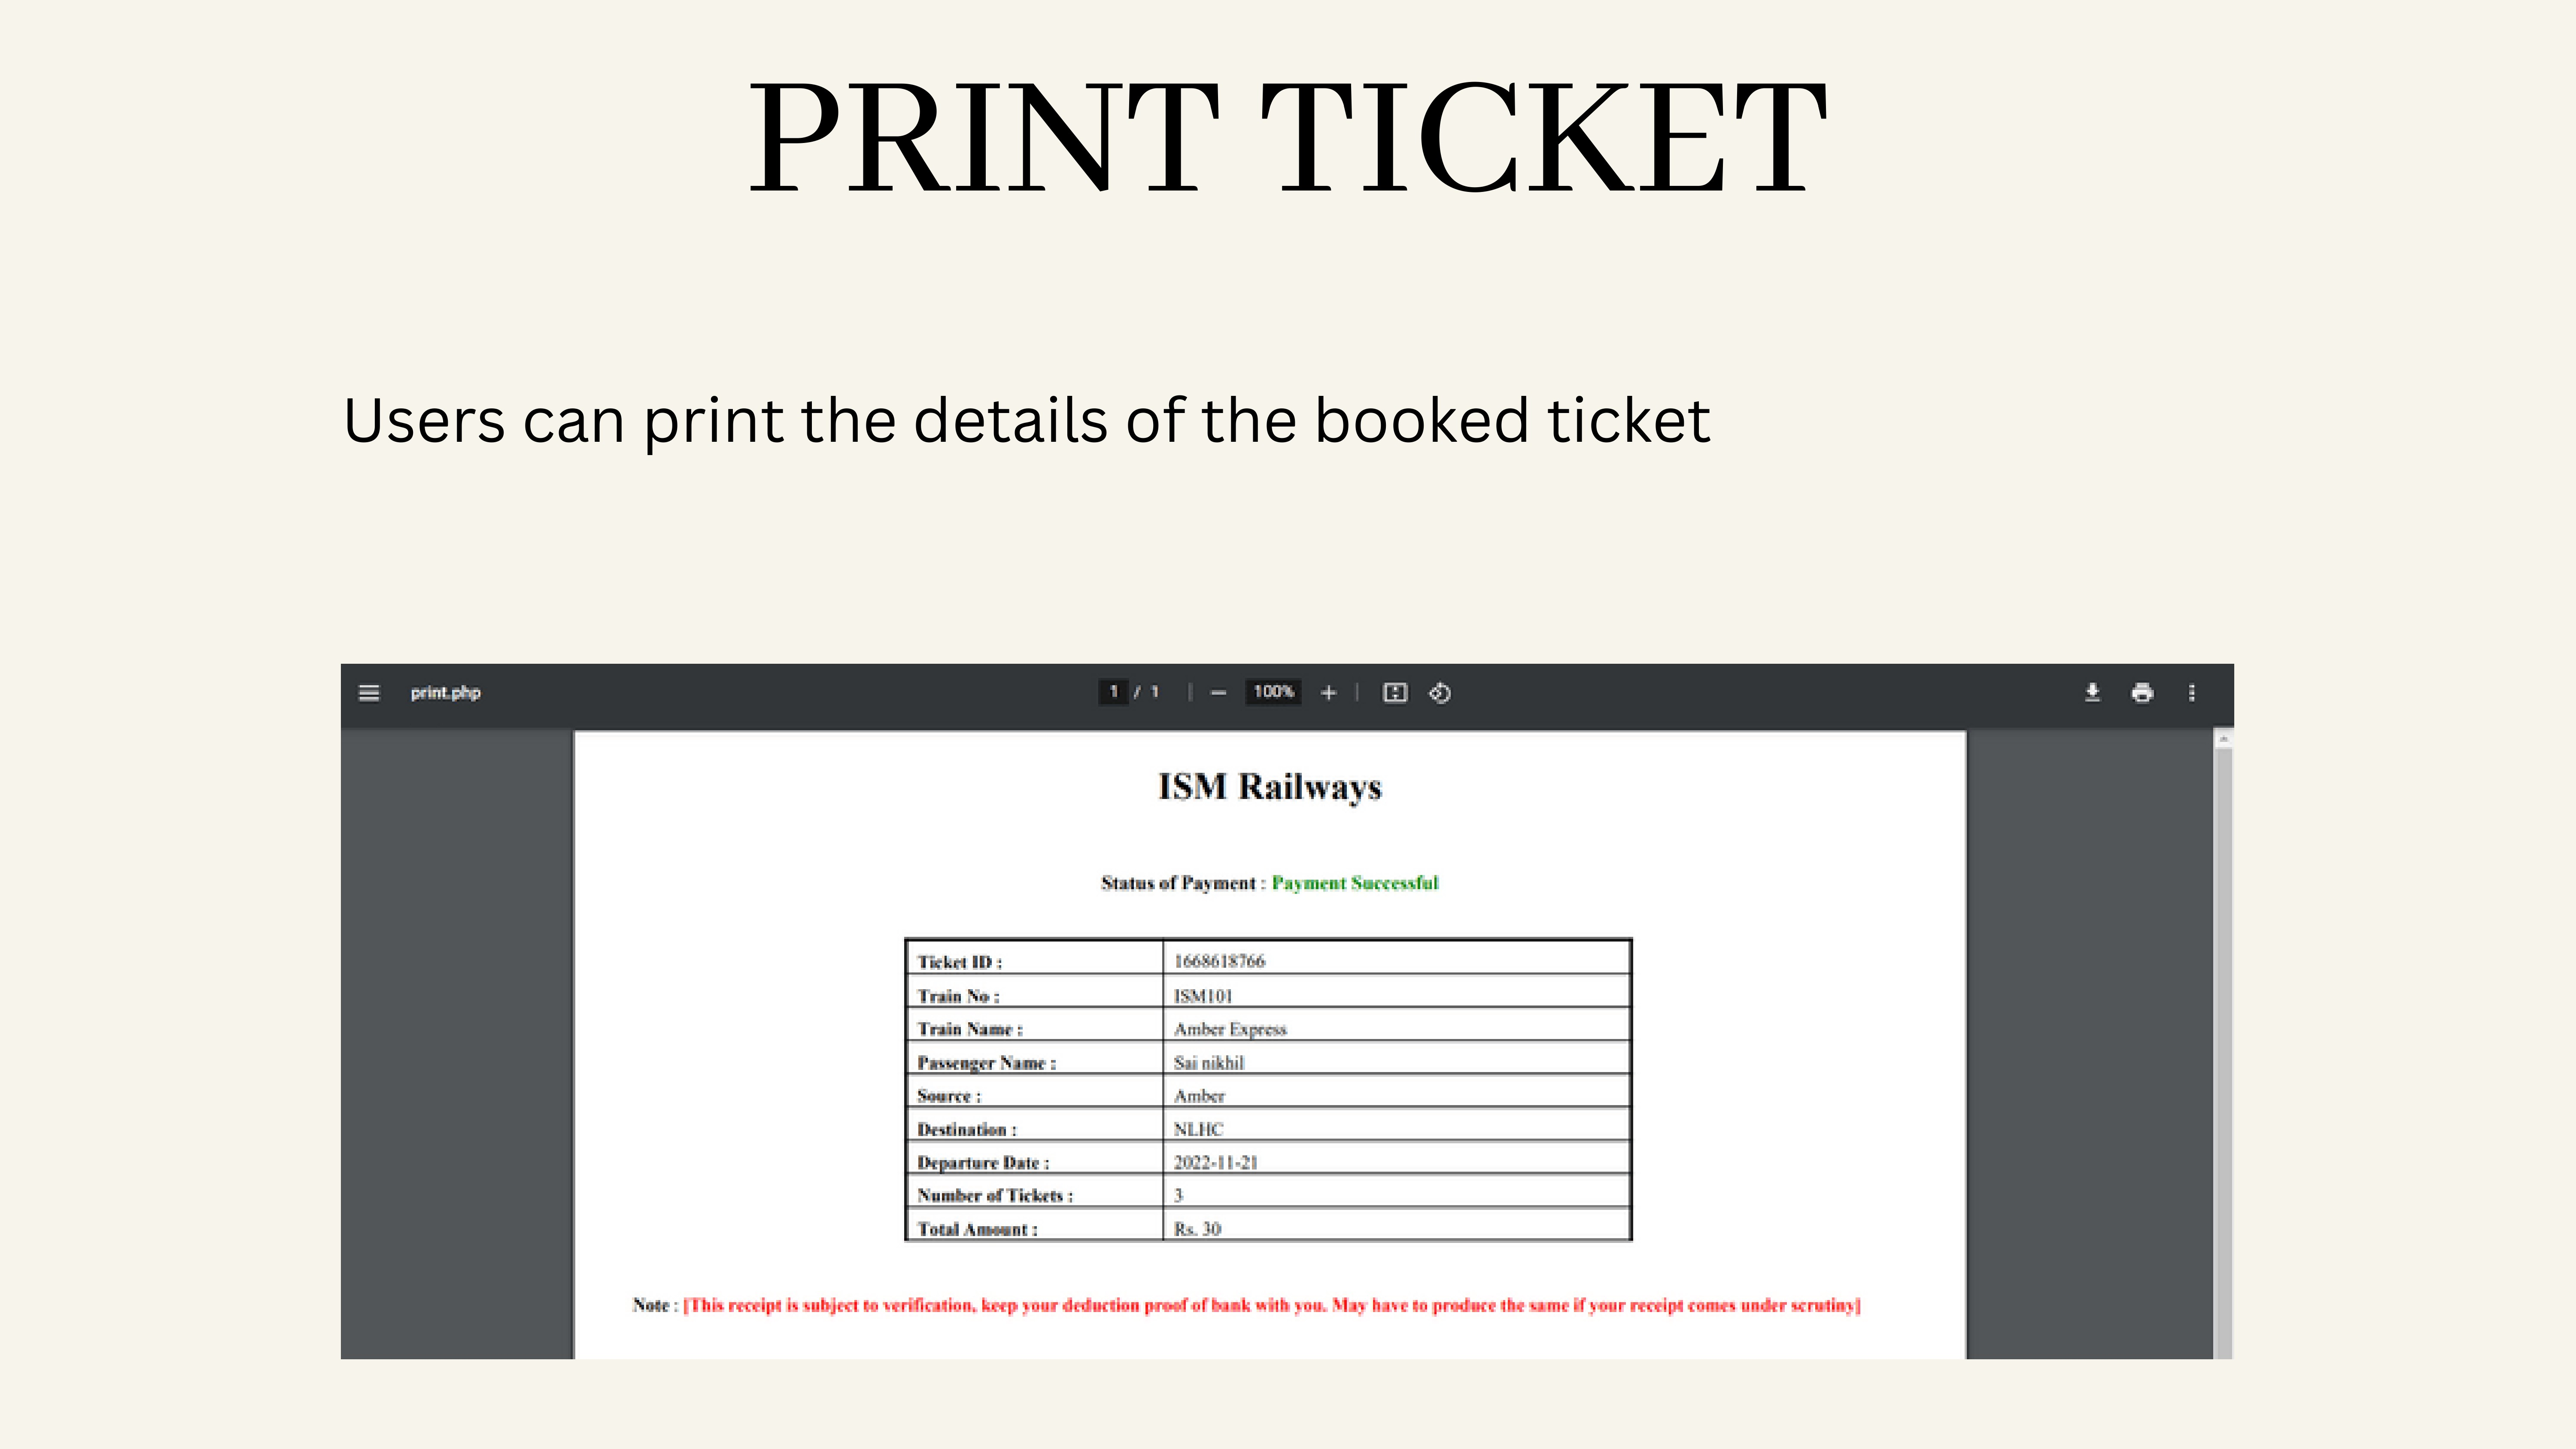 PRINT TICKET
Users can print the details of the booked ticket
print.php 1 / 1 100%
ISM Railways
Status of Payment : Payment Successful
Ticket ID : 1668618766
Train No : ISM101
Train Name : Amber Express
Passenger Name : Sai nikhil
Source : Amber
Destination : NLHC
Departure Date : 2022-11-21
Number of Tickets : 3
Total Amount : Rs. 30
Note : [This receipt is subject to verification, keep your deduction proof of bank with you. May have to produce the same if your receipt comes under scrutiny]